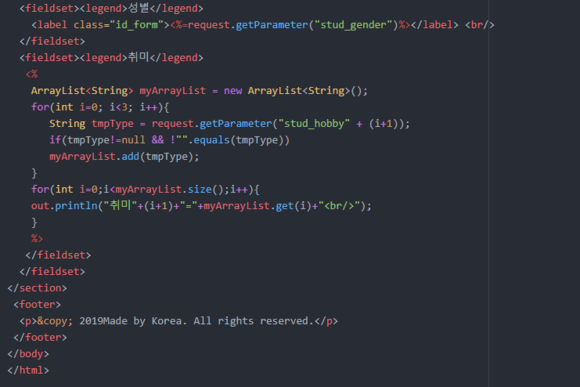 <fieldset><legend>성별</legend>
<label class="id_form"><%=request.getParameter("stud_gender")%></label> <br/>
</fieldset>
<fieldset><legend>취미</legend>
<%
ArrayList<String> myArrayList = new ArrayList<String>();
for(int i=0; i<3; i++){
String tmpType = request.getParameter("stud_hobby" + (i+1));
if(tmpType!=null && !"".equals(tmpType))
myArrayList.add(tmpType);
}
for(int i=0;i<myArrayList.size();i++){
out.println("취미"+(i+1)+"="+myArrayList.get(i)+"<br/>");
}
%>
</fieldset>
</fieldset>
</section>
<footer>
<p>&copy; 2019Made by Korea. All rights reserved.</p>
</footer>
</body>
</html>